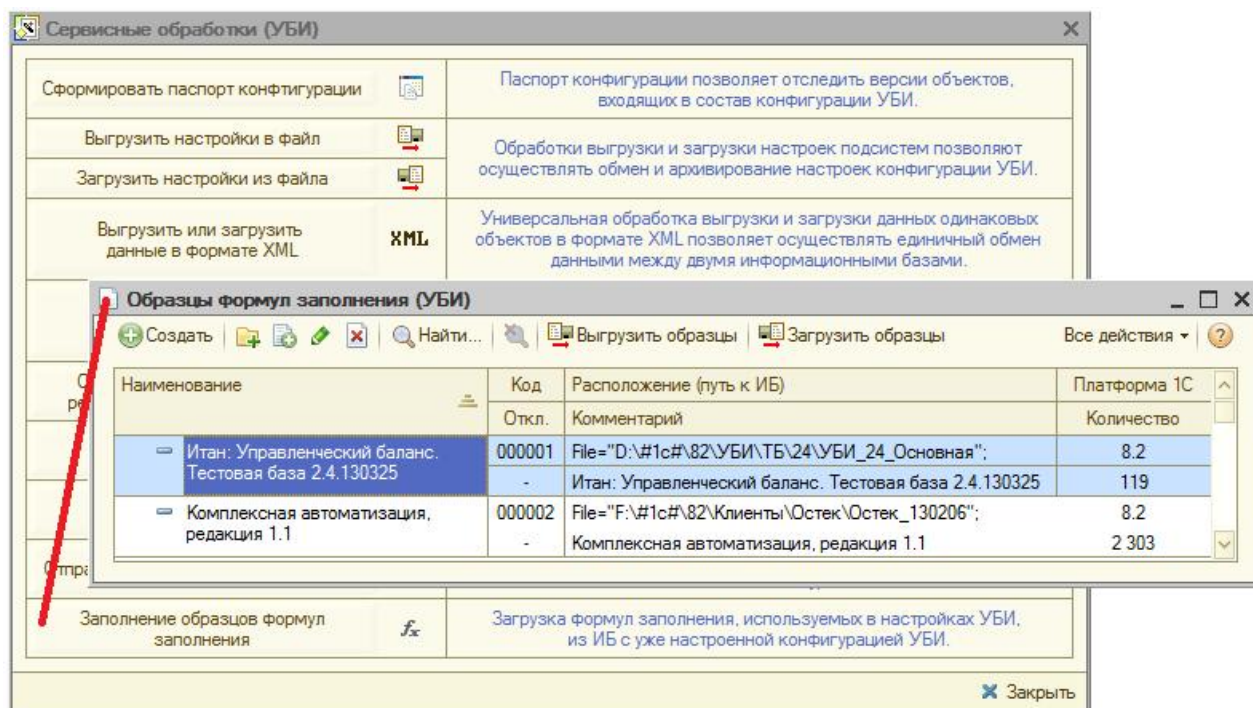 Сервисные обработки (УБИ)
Сформировать паспорт конфтигурации
Паспорт конфигурации позволяет отследить версии объектов,
входящих в состав конфигурации УБИ.
Выгрузить настройки в файл
Загрузить настройки из файла
Обработки выгрузки и загрузки настроек подсистем позволяют
осуществлять обмен и архивирование настроек конфигурации УБИ.
Выгрузить или загрузить
данные в формате XML
XML
Универсальная обработка выгрузки и загрузки данных одинаковых
объектов в формате XML позволяет осуществлять единичный обмен
данными между двумя информационными базами.
Образцы формул заполнения (УБИ)
Создать Найти... Выгрузить образцы Загрузить образцы Все действия ?
Наименование Код Расположение (путь к ИБ) Платформа 1С
Откл. Комментарий Количество
Итан: Управленческий баланс.
Тестовая база 2.4.130325
000001 File="D:\#1c#\82\УБИ\ТБ\24\УБИ_24_Основная"; 8.2
- Итан: Управленческий баланс. Тестовая база 2.4.130325 119
Комплексная автоматизация,
редакция 1.1
000002 File="F:\#1c#\82\Клиенты\Остек\Остек_130206"; 8.2
- Комплексная автоматизация, редакция 1.1 2 303
Заполнение образцов формул
заполнения
fx
Загрузка формул заполнения, используемых в настройках УБИ,
из ИБ с уже настроенной конфигурацией УБИ.
Закрыть